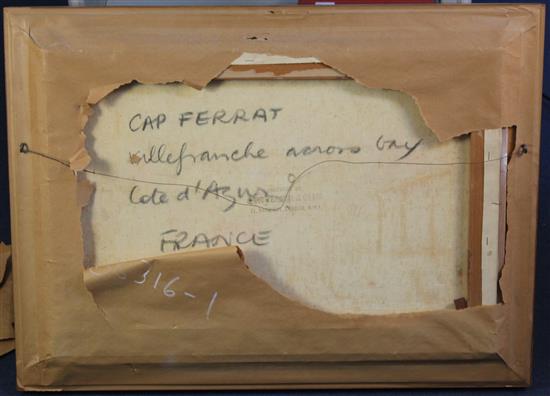 CAP FERRAT
Villefranche across bay
Cote d'Azur
FRANCE
316-1